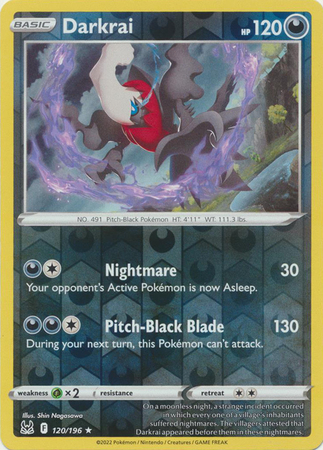 BASIC Darkrai HP 120
NO. 491 Pitch-Black Pokémon HT: 4'11" WT: 111.3 lbs.
Nightmare 30
Your opponent's Active Pokémon is now Asleep.
Pitch-Black Blade 130
During your next turn, this Pokémon can't attack.
weakness ×2 resistance retreat
Illus. Shin Nagasawa
F 120/196 ★
On a moonless night, a strange incident occurred
in which every one of a village's inhabitants
suffered nightmares. The villagers attested that
Darkrai appeared before them in these nightmares.
©2022 Pokémon / Nintendo / Creatures / GAME FREAK